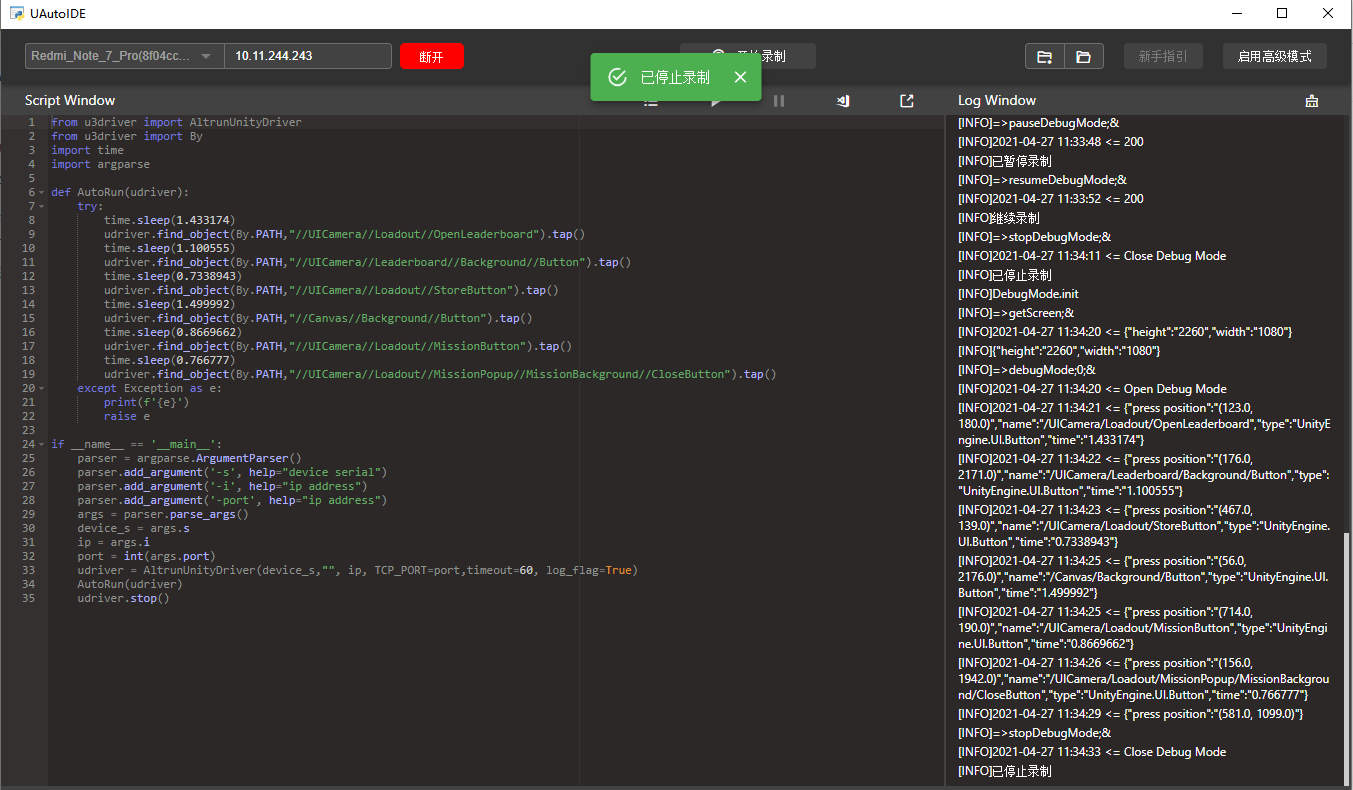 UAutoIDE
Redmi_Note_7_Pro(8f04cc...
10.11.244.243
断开
录制
新手指引
启用高级模式
已停止录制
Script Window
Log Window
1 from u3driver import AltrunUnityDriver
2 from u3driver import By
3 import time
4 import argparse
5
6 def AutoRun(udriver):
7     try:
8         time.sleep(1.433174)
9         udriver.find_object(By.PATH,"//UICamera//Loadout//OpenLeaderboard").tap()
10         time.sleep(1.100555)
11         udriver.find_object(By.PATH,"//UICamera//Leaderboard//Background//Button").tap()
12         time.sleep(0.7338943)
13         udriver.find_object(By.PATH,"//UICamera//Loadout//StoreButton").tap()
14         time.sleep(1.499992)
15         udriver.find_object(By.PATH,"//Canvas//Background//Button").tap()
16         time.sleep(0.8669662)
17         udriver.find_object(By.PATH,"//UICamera//Loadout//MissionButton").tap()
18         time.sleep(0.766777)
19         udriver.find_object(By.PATH,"//UICamera//Loadout//MissionPopup//MissionBackground//CloseButton").tap()
20     except Exception as e:
21         print(f'{e}')
22         raise e
23
24 if __name__ == '__main__':
25     parser = argparse.ArgumentParser()
26     parser.add_argument('-s', help="device serial")
27     parser.add_argument('-i', help="ip address")
28     parser.add_argument('-port', help="ip address")
29     args = parser.parse_args()
30     device_s = args.s
31     ip = args.i
32     port = int(args.port)
33     udriver = AltrunUnityDriver(device_s,"", ip, TCP_PORT=port,timeout=60, log_flag=True)
34     AutoRun(udriver)
35     udriver.stop()
[INFO]=>pauseDebugMode;&
[INFO]2021-04-27 11:33:48 <= 200
[INFO]已暂停录制
[INFO]=>resumeDebugMode;&
[INFO]2021-04-27 11:33:52 <= 200
[INFO]继续录制
[INFO]=>stopDebugMode;&
[INFO]2021-04-27 11:34:11 <= Close Debug Mode
[INFO]已停止录制
[INFO]DebugMode.init
[INFO]=>getScreen;&
[INFO]2021-04-27 11:34:20 <= {"height":"2260","width":"1080"}
[INFO]{"height":"2260","width":"1080"}
[INFO]=>debugMode;0;&
[INFO]2021-04-27 11:34:20 <= Open Debug Mode
[INFO]2021-04-27 11:34:21 <= {"press position":"(123.0,
180.0)","name":"/UICamera/Loadout/OpenLeaderboard","type":"UnityE
ngine.UI.Button","time":"1.433174"}
[INFO]2021-04-27 11:34:22 <= {"press position":"(176.0,
2171.0)","name":"/UICamera/Leaderboard/Background/Button","type":
"UnityEngine.UI.Button","time":"1.100555"}
[INFO]2021-04-27 11:34:23 <= {"press position":"(467.0,
139.0)","name":"/UICamera/Loadout/StoreButton","type":"UnityEngine.
UI.Button","time":"0.7338943"}
[INFO]2021-04-27 11:34:25 <= {"press position":"(56.0,
2176.0)","name":"/Canvas/Background/Button","type":"UnityEngine.UI.
Button","time":"1.499992"}
[INFO]2021-04-27 11:34:25 <= {"press position":"(714.0,
190.0)","name":"/UICamera/Loadout/MissionButton","type":"UnityEngi
ne.UI.Button","time":"0.8669662"}
[INFO]2021-04-27 11:34:26 <= {"press position":"(156.0,
1942.0)","name":"/UICamera/Loadout/MissionPopup/MissionBackgrou
nd/CloseButton","type":"UnityEngine.UI.Button","time":"0.766777"}
[INFO]2021-04-27 11:34:29 <= {"press position":"(581.0, 1099.0)"}
[INFO]=>stopDebugMode;&
[INFO]2021-04-27 11:34:33 <= Close Debug Mode
[INFO]已停止录制